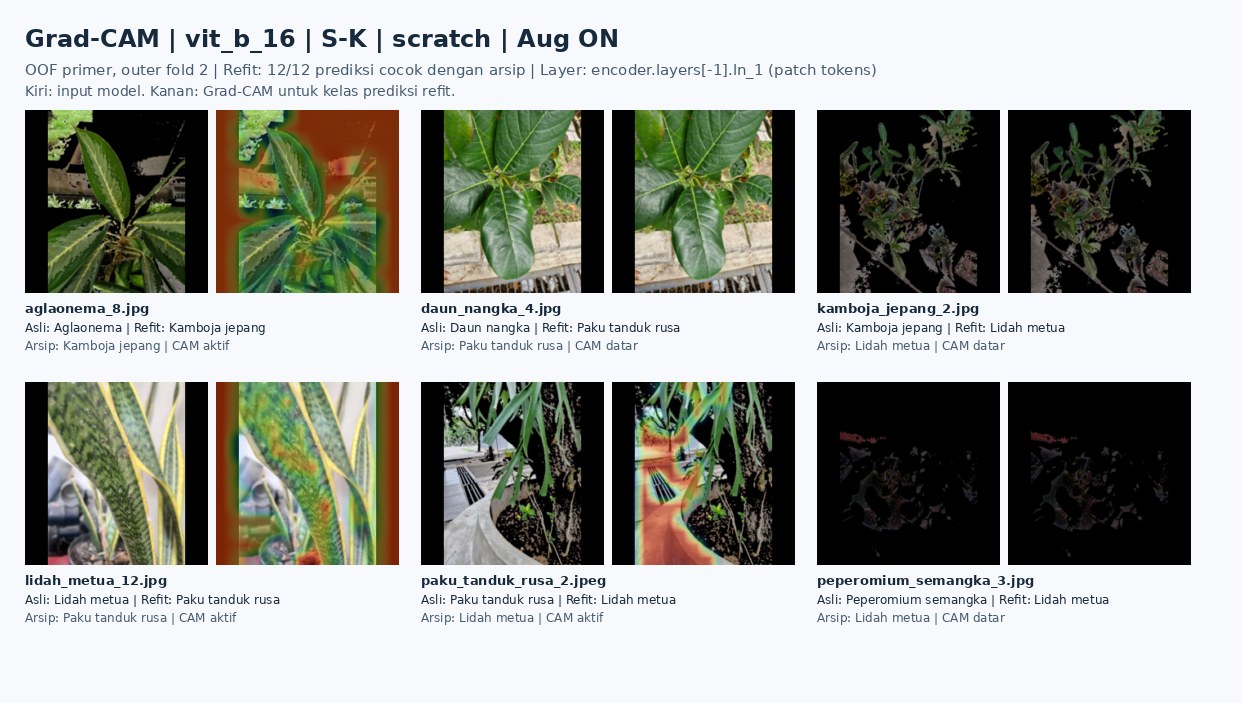 Grad-CAM | vit_b_16 | S-K | scratch | Aug ON
OOF primer, outer fold 2 | Refit: 12/12 prediksi cocok dengan arsip | Layer: encoder.layers[-1].ln_1 (patch tokens)
Kiri: input model. Kanan: Grad-CAM untuk kelas prediksi refit.
aglaonema_8.jpg
Asli: Aglaonema | Refit: Kamboja jepang
Arsip: Kamboja jepang | CAM aktif
daun_nangka_4.jpg
Asli: Daun nangka | Refit: Paku tanduk rusa
Arsip: Paku tanduk rusa | CAM datar
kamboja_jepang_2.jpg
Asli: Kamboja jepang | Refit: Lidah metua
Arsip: Lidah metua | CAM datar
lidah_metua_12.jpg
Asli: Lidah metua | Refit: Paku tanduk rusa
Arsip: Paku tanduk rusa | CAM aktif
paku_tanduk_rusa_2.jpeg
Asli: Paku tanduk rusa | Refit: Lidah metua
Arsip: Lidah metua | CAM aktif
peperomium_semangka_3.jpg
Asli: Peperomium semangka | Refit: Lidah metua
Arsip: Lidah metua | CAM datar